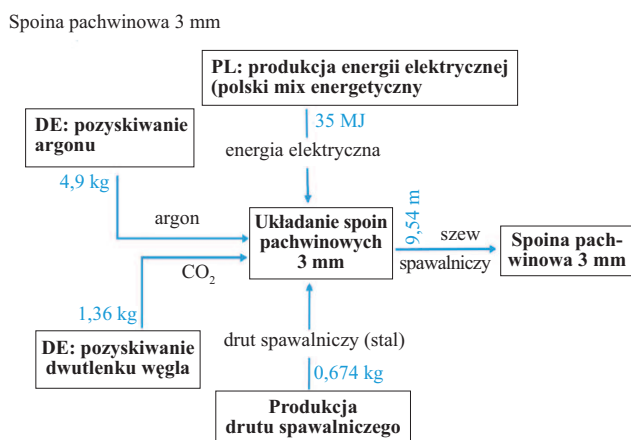 Spoina pachwinowa 3 mm
PL: produkcja energii elektrycznej
(polski mix energetyczny
35 MJ
energia elektryczna
DE: pozyskiwanie
argonu
4,9 kg
argon
Układanie spoin
pachwinowych
3 mm
9,54 m
szew
spawalniczy
Spoina pach-
winowa 3 mm
CO2
1,36 kg
DE: pozyskiwanie
dwutlenku węgla
drut spawalniczy (stal)
0,674 kg
Produkcja
drutu spawalniczego